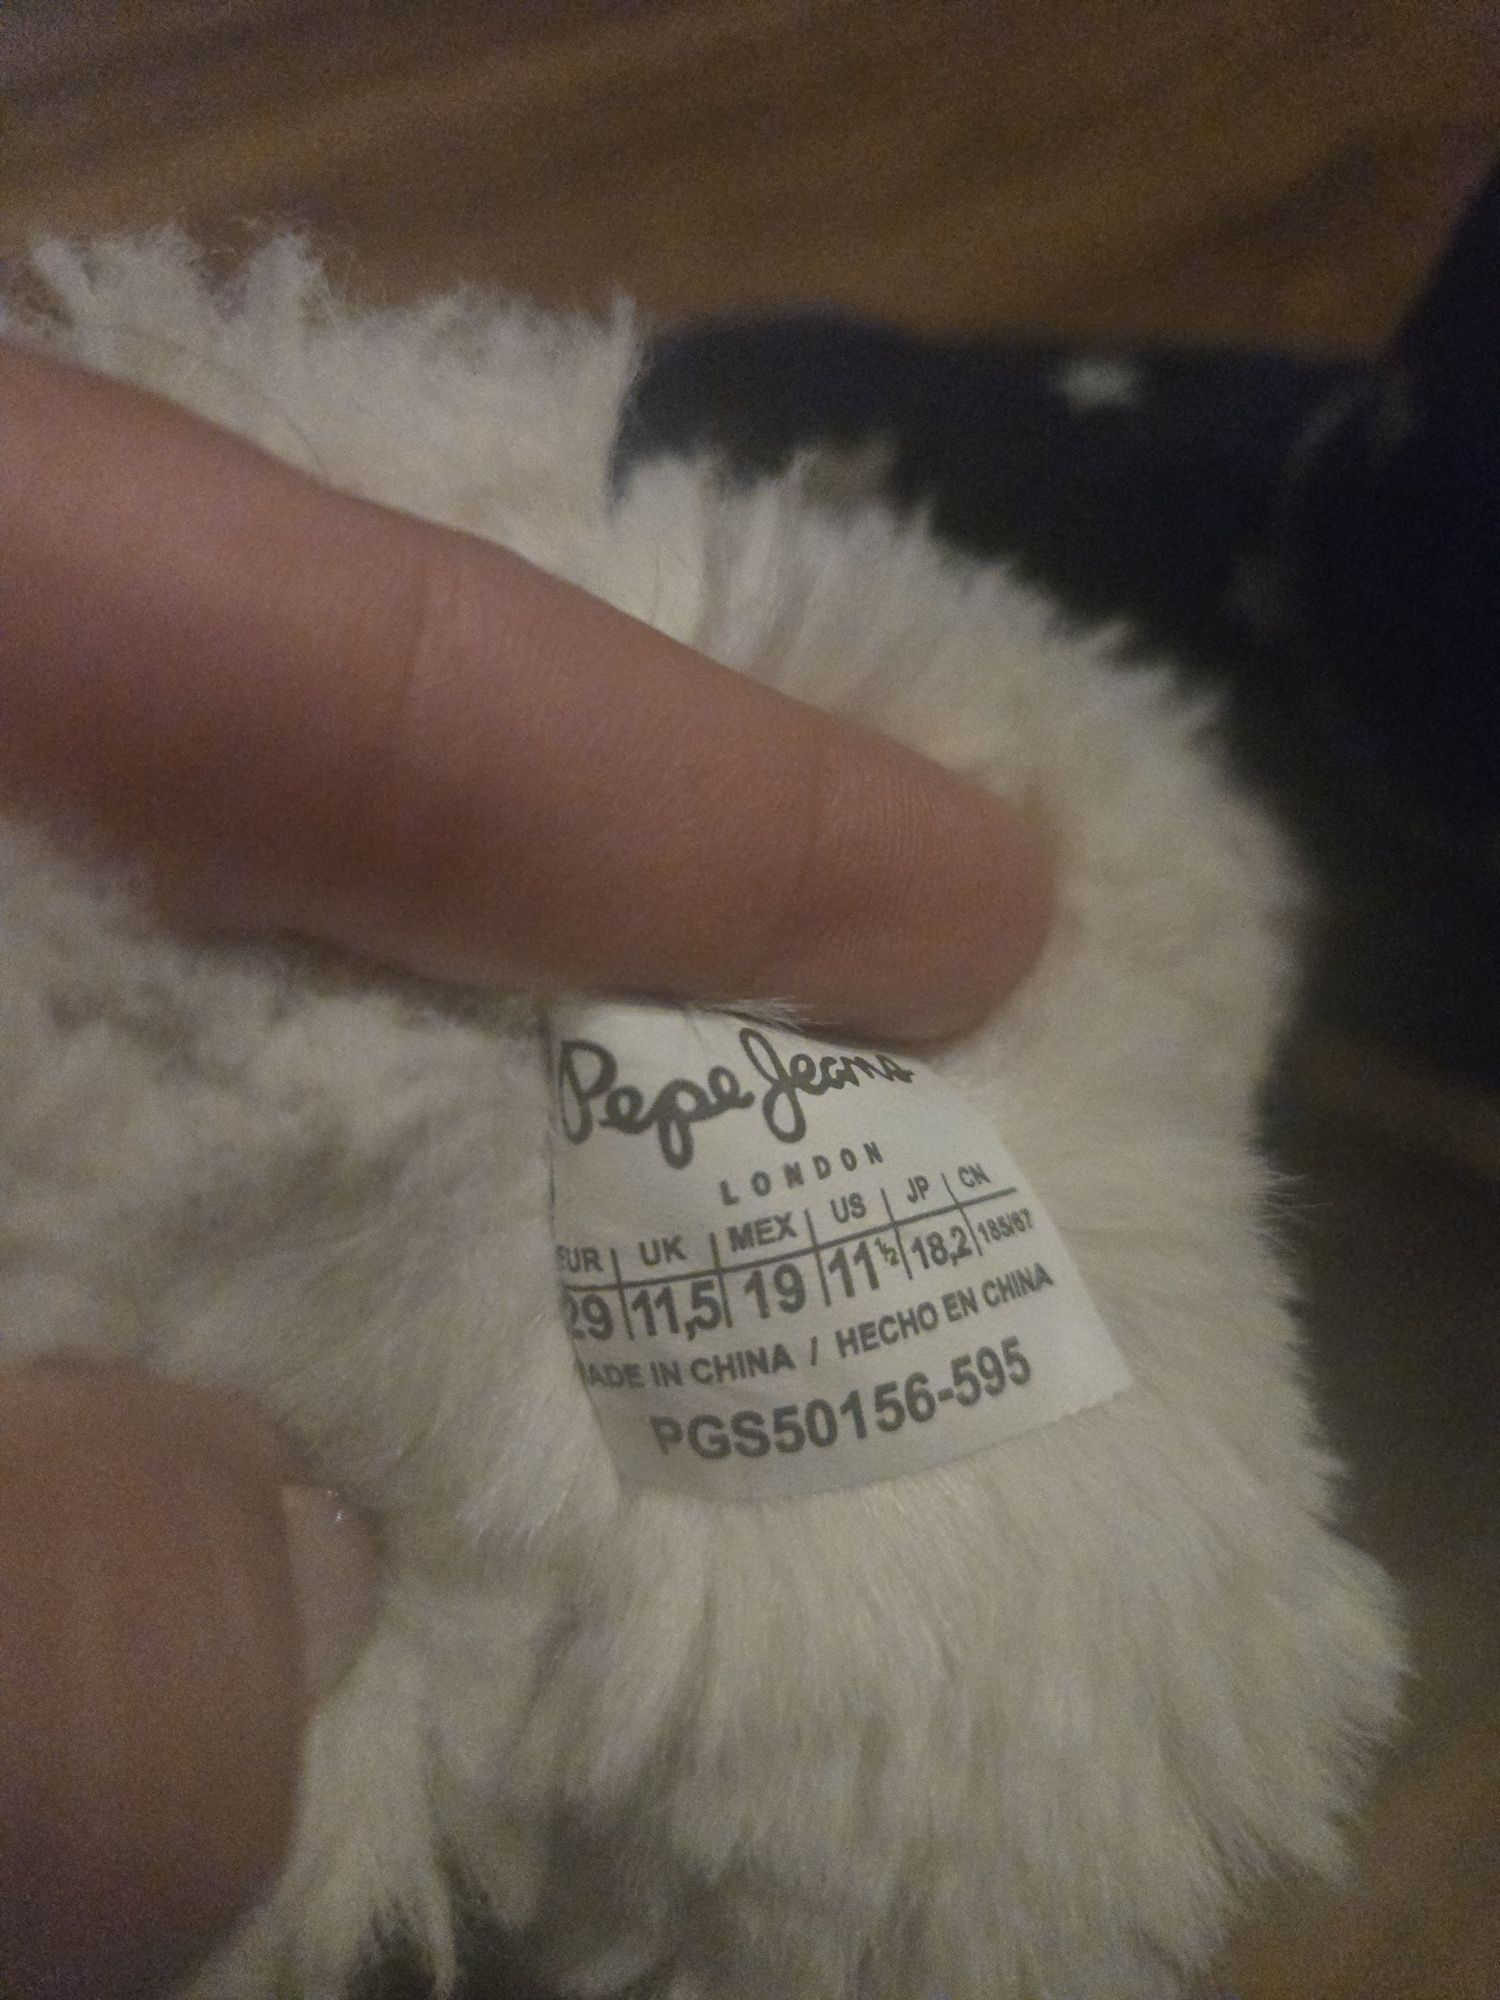 Pepe Jeans
LONDON
EUR | UK | MEX | US | JP | CN
29 | 11,5 | 19 | 11½ | 18,2 | 185/67
MADE IN CHINA / HECHO EN CHINA
PGS50156-595